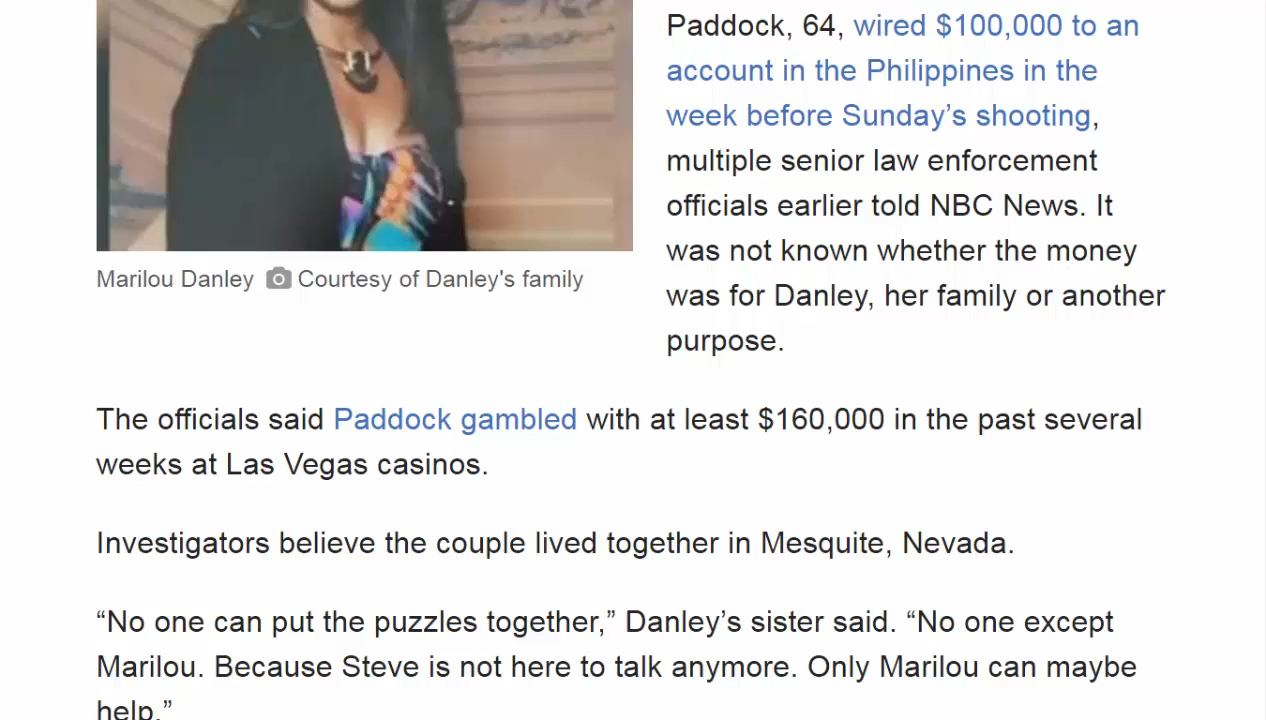 Paddock, 64, wired $100,000 to an
account in the Philippines in the
week before Sunday’s shooting,
multiple senior law enforcement
officials earlier told NBC News. It
was not known whether the money
was for Danley, her family or another
purpose.
Marilou Danley Courtesy of Danley's family
The officials said Paddock gambled with at least $160,000 in the past several
weeks at Las Vegas casinos.
Investigators believe the couple lived together in Mesquite, Nevada.
“No one can put the puzzles together,” Danley’s sister said. “No one except
Marilou. Because Steve is not here to talk anymore. Only Marilou can maybe
help.”